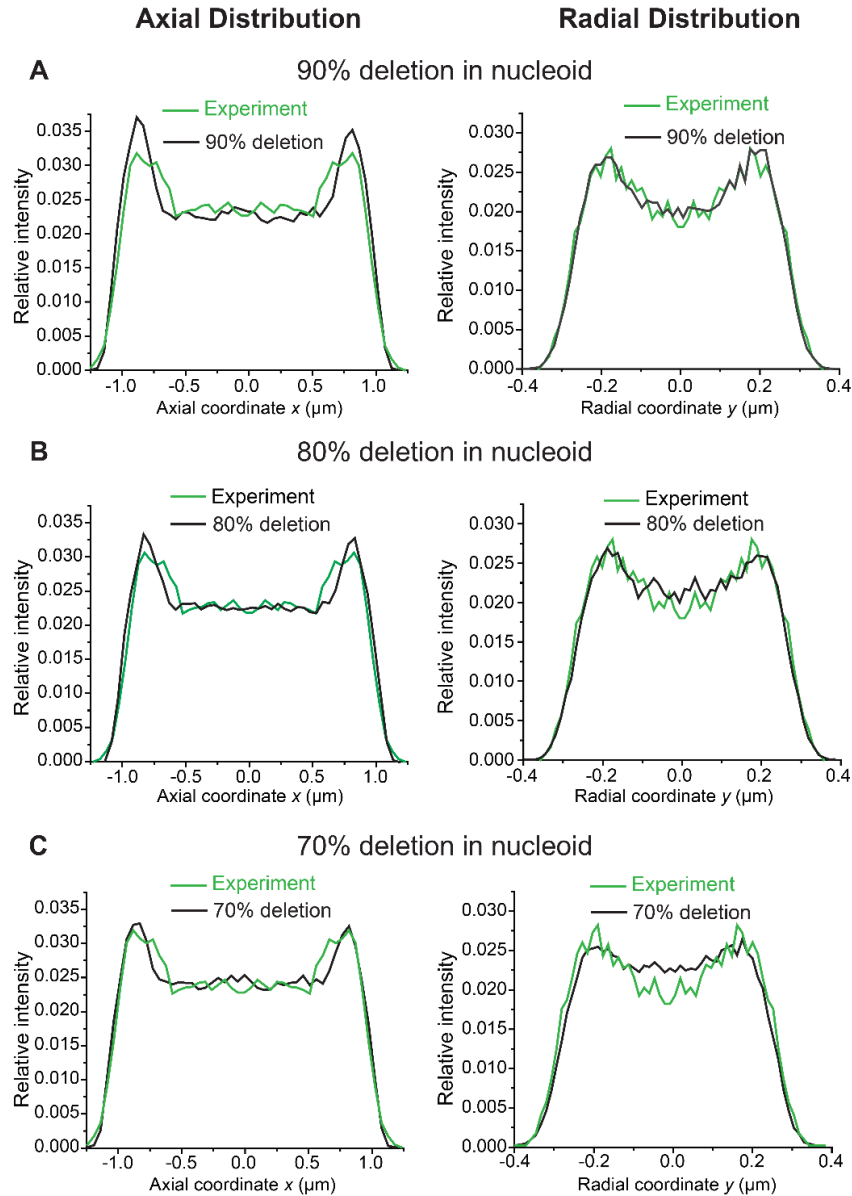 Axial Distribution
Radial Distribution
A
90% deletion in nucleoid
Experiment
90% deletion
Relative intensity
0.035
0.030
0.025
0.020
0.015
0.010
0.005
0.000
-1.0 -0.5 0.0 0.5 1.0
Axial coordinate x (µm)
Experiment
90% deletion
Relative intensity
0.030
0.025
0.020
0.015
0.010
0.005
0.000
-0.4 -0.2 0.0 0.2 0.4
Radial coordinate y (µm)
B
80% deletion in nucleoid
Experiment
80% deletion
Relative intensity
0.035
0.030
0.025
0.020
0.015
0.010
0.005
0.000
-1.0 -0.5 0.0 0.5 1.0
Axial coordinate x (µm)
Experiment
80% deletion
Relative intensity
0.030
0.025
0.020
0.015
0.010
0.005
0.000
-0.4 -0.2 0.0 0.2 0.4
Radial coordinate y (µm)
C
70% deletion in nucleoid
Experiment
70% deletion
Relative intensity
0.035
0.030
0.025
0.020
0.015
0.010
0.005
0.000
-1.0 -0.5 0.0 0.5 1.0
Axial coordinate x (µm)
Experiment
70% deletion
Relative intensity
0.030
0.025
0.020
0.015
0.010
0.005
0.000
-0.4 -0.2 0.0 0.2 0.4
Radial coordinate y (µm)